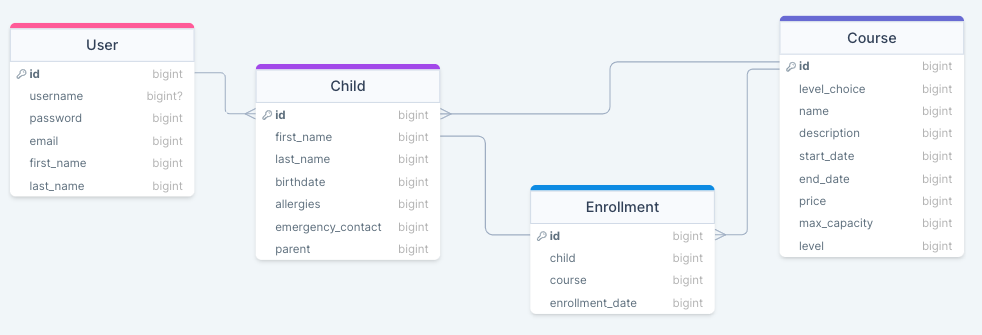 User
id bigint
username bigint?
password bigint
email bigint
first_name bigint
last_name bigint
Child
id bigint
first_name bigint
last_name bigint
birthdate bigint
allergies bigint
emergency_contact bigint
parent bigint
Enrollment
id bigint
child bigint
course bigint
enrollment_date bigint
Course
id bigint
level_choice bigint
name bigint
description bigint
start_date bigint
end_date bigint
price bigint
max_capacity bigint
level bigint